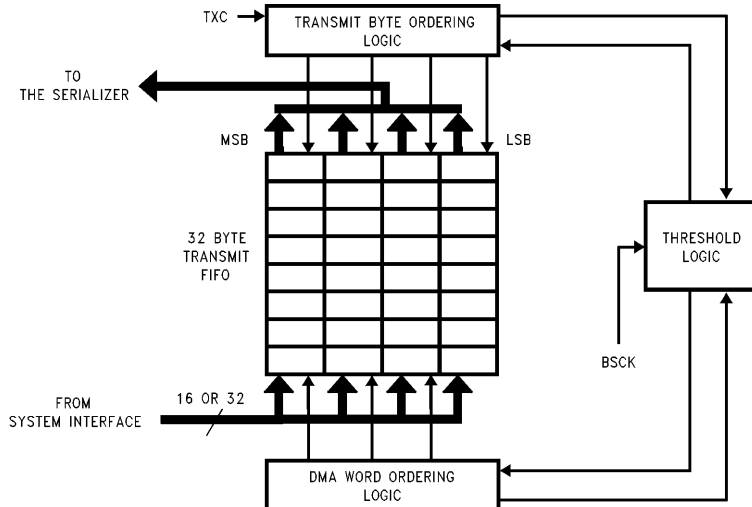 TXC
TRANSMIT BYTE ORDERING
LOGIC
TO
THE SERIALIZER
MSB
LSB
32 BYTE
TRANSMIT
FIFO
THRESHOLD
LOGIC
BSCK
FROM
SYSTEM INTERFACE
16 OR 32
DMA WORD ORDERING
LOGIC